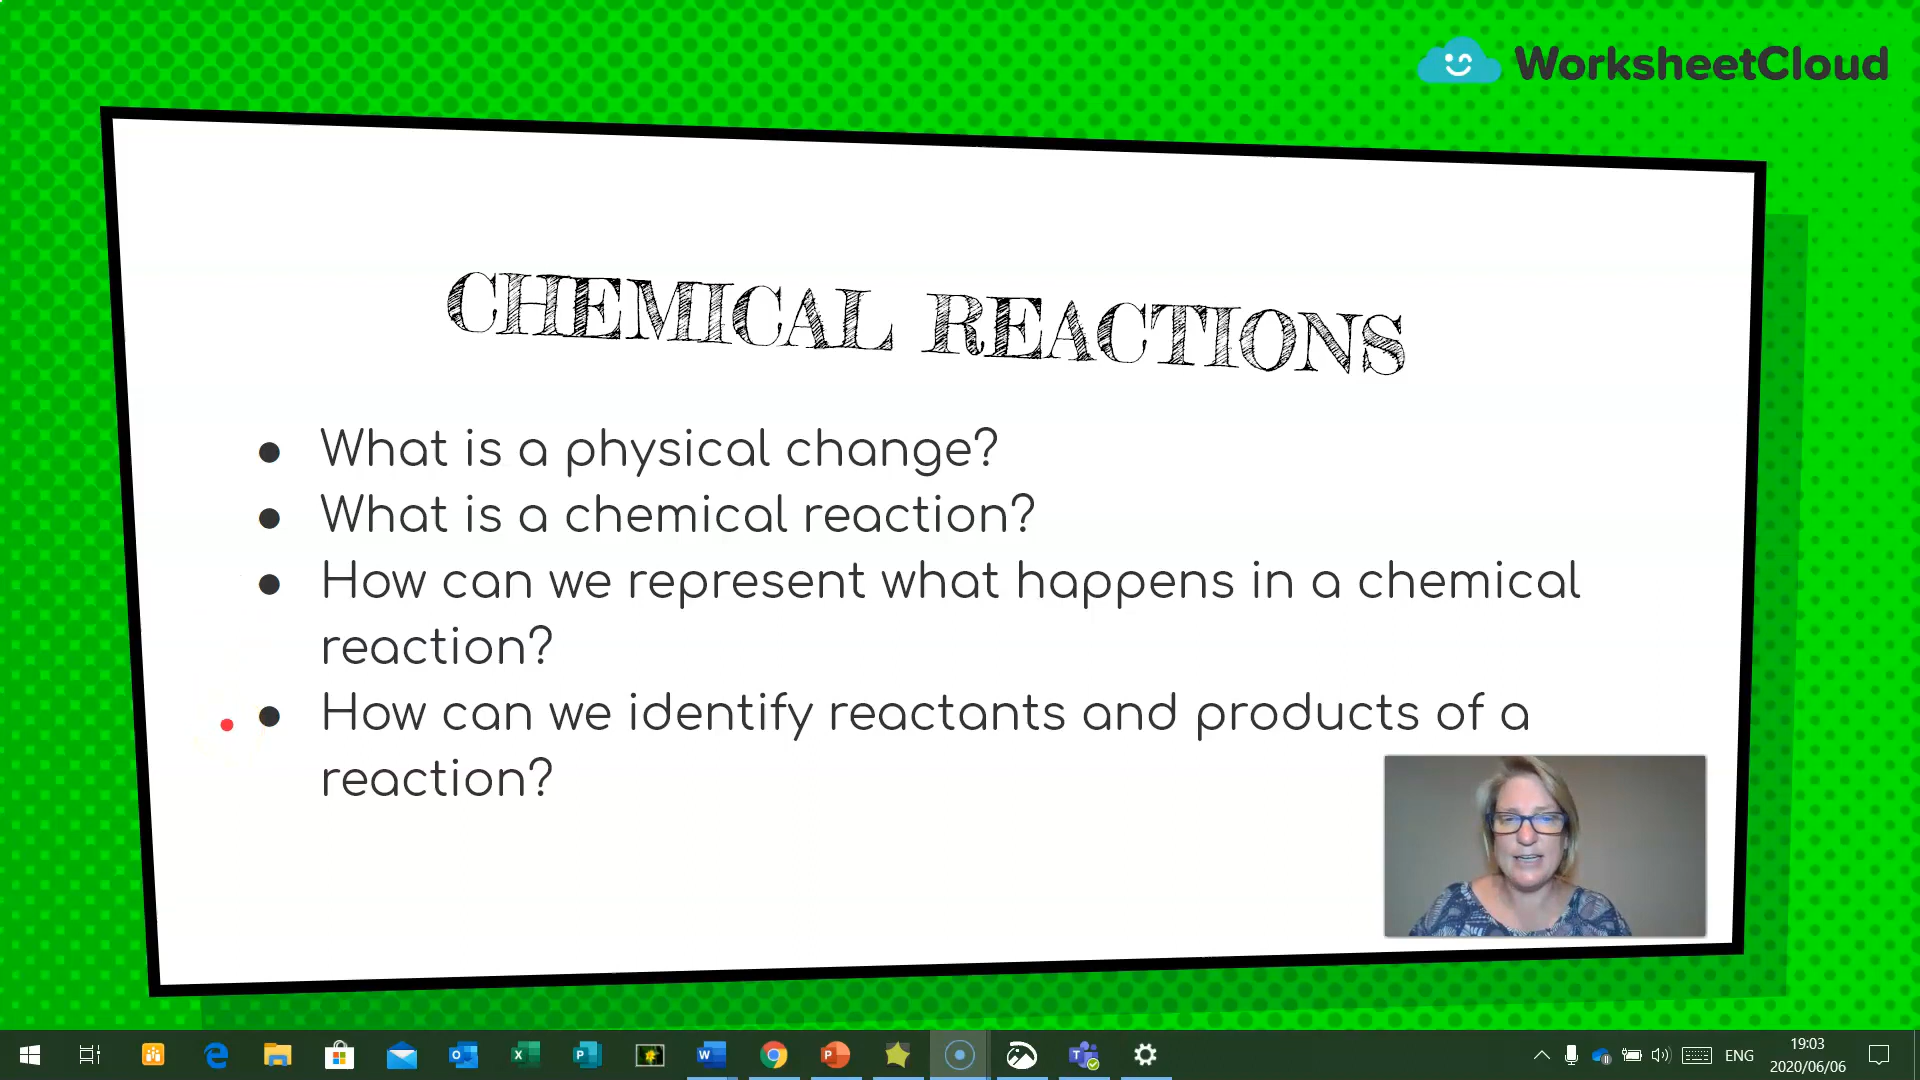 WorksheetCloud
CHEMICAL REACTIONS
● What is a physical change?
● What is a chemical reaction?
● How can we represent what happens in a chemical
reaction?
● How can we identify reactants and products of a
reaction?
ENG
19:03
2020/06/06